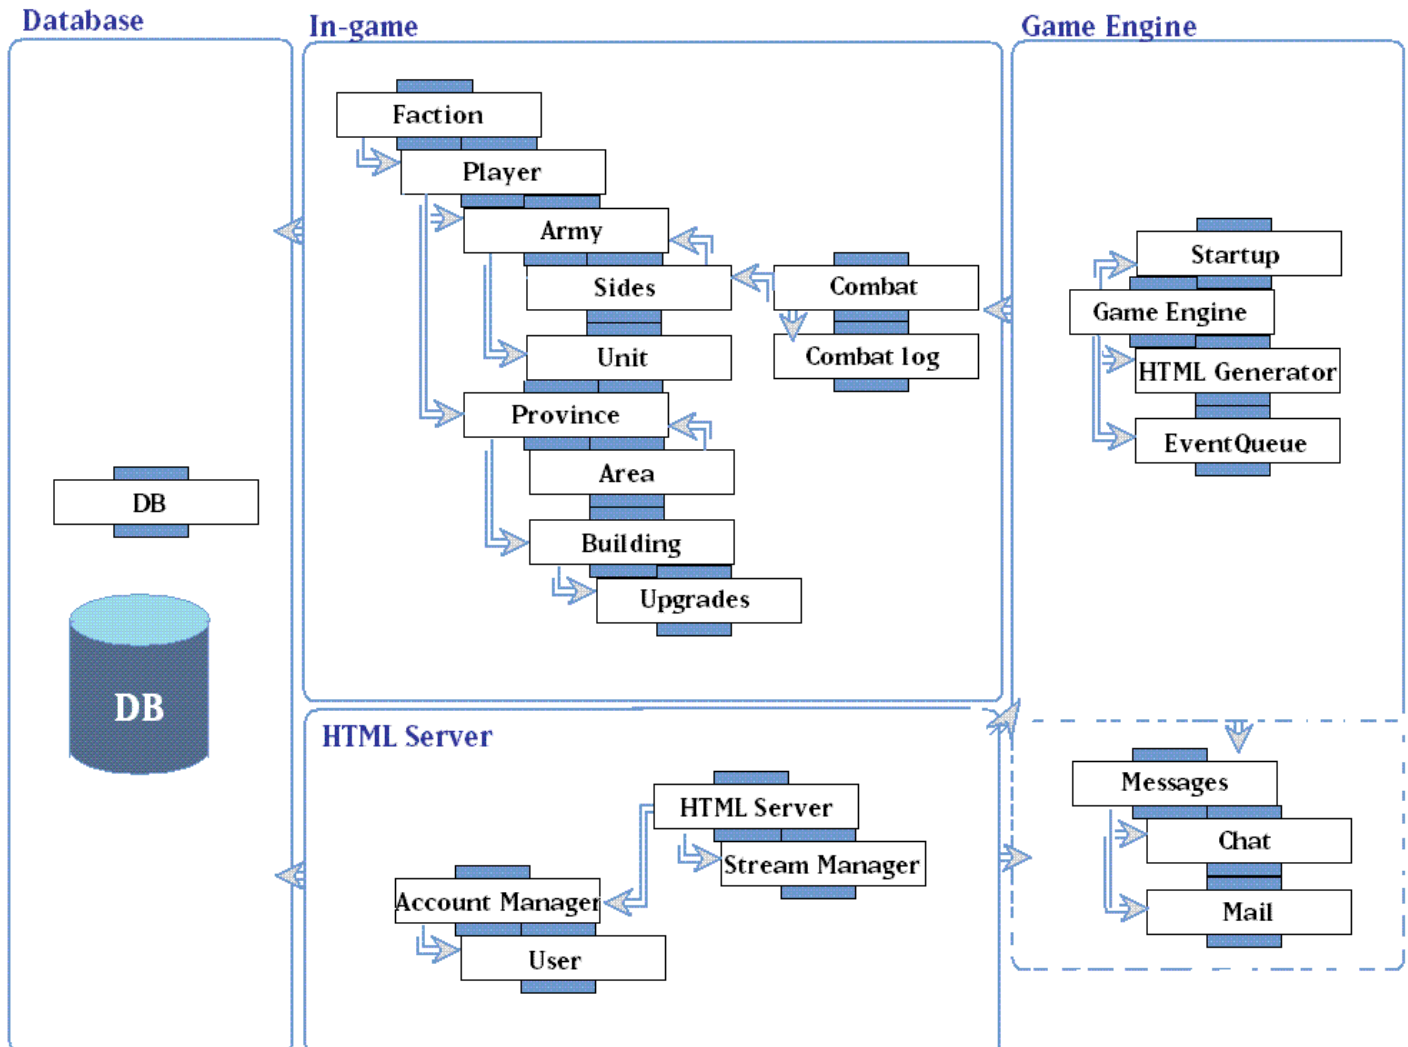 Database
In-game
Game Engine
Faction
Player
Army
Sides
Combat
Unit
Combat log
Province
Area
Building
Upgrades
Startup
Game Engine
HTML Generator
EventQueue
DB
DB
HTML Server
HTML Server
Stream Manager
Account Manager
User
Messages
Chat
Mail